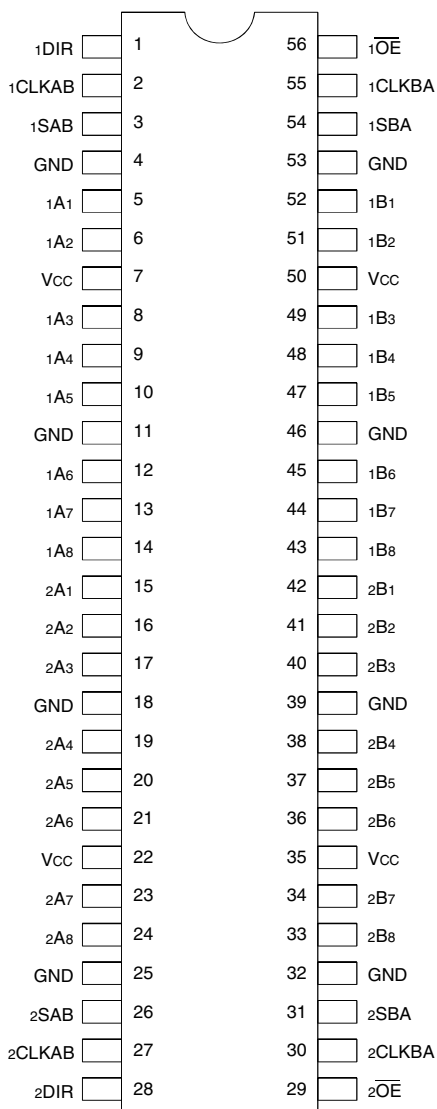 1DIR 1 56 1O̅E̅
1CLKAB 2 55 1CLKBA
1SAB 3 54 1SBA
GND 4 53 GND
1A1 5 52 1B1
1A2 6 51 1B2
VCC 7 50 VCC
1A3 8 49 1B3
1A4 9 48 1B4
1A5 10 47 1B5
GND 11 46 GND
1A6 12 45 1B6
1A7 13 44 1B7
1A8 14 43 1B8
2A1 15 42 2B1
2A2 16 41 2B2
2A3 17 40 2B3
GND 18 39 GND
2A4 19 38 2B4
2A5 20 37 2B5
2A6 21 36 2B6
VCC 22 35 VCC
2A7 23 34 2B7
2A8 24 33 2B8
GND 25 32 GND
2SAB 26 31 2SBA
2CLKAB 27 30 2CLKBA
2DIR 28 29 2O̅E̅